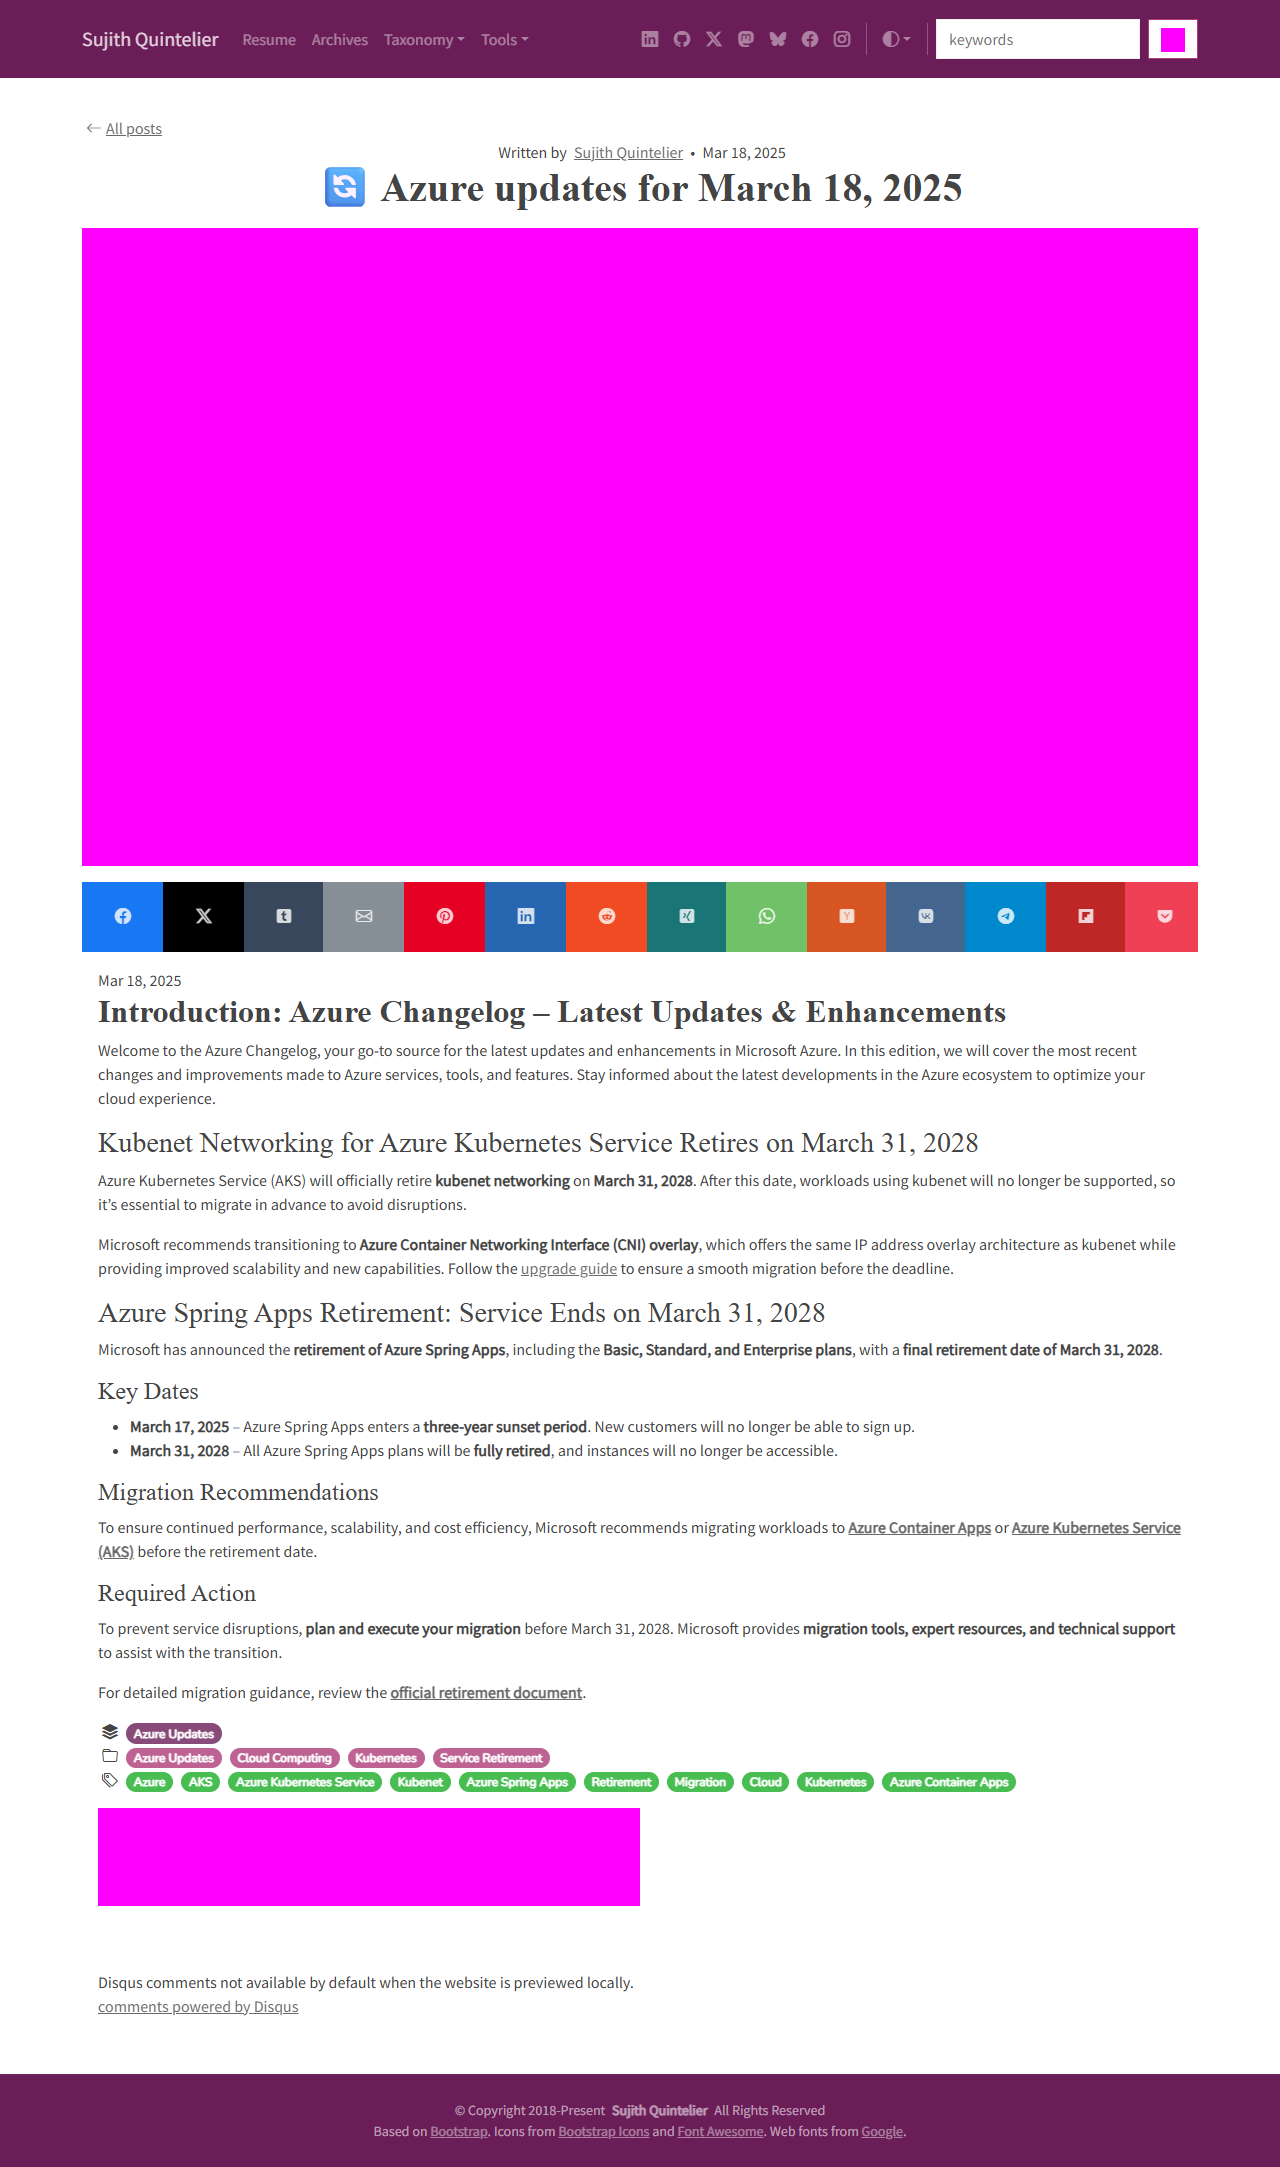 Sujith Quintelier Resume Archives Taxonomy Tools keywords
All posts
Written by Sujith Quintelier • Mar 18, 2025
🔄 Azure updates for March 18, 2025
Mar 18, 2025
Introduction: Azure Changelog – Latest Updates & Enhancements
Welcome to the Azure Changelog, your go-to source for the latest updates and enhancements in Microsoft Azure. In this edition, we will cover the most recent
changes and improvements made to Azure services, tools, and features. Stay informed about the latest developments in the Azure ecosystem to optimize your
cloud experience.
Kubenet Networking for Azure Kubernetes Service Retires on March 31, 2028
Azure Kubernetes Service (AKS) will officially retire kubenet networking on March 31, 2028. After this date, workloads using kubenet will no longer be supported, so
it’s essential to migrate in advance to avoid disruptions.
Microsoft recommends transitioning to Azure Container Networking Interface (CNI) overlay, which offers the same IP address overlay architecture as kubenet while
providing improved scalability and new capabilities. Follow the upgrade guide to ensure a smooth migration before the deadline.
Azure Spring Apps Retirement: Service Ends on March 31, 2028
Microsoft has announced the retirement of Azure Spring Apps, including the Basic, Standard, and Enterprise plans, with a final retirement date of March 31, 2028.
Key Dates
• March 17, 2025 – Azure Spring Apps enters a three-year sunset period. New customers will no longer be able to sign up.
• March 31, 2028 – All Azure Spring Apps plans will be fully retired, and instances will no longer be accessible.
Migration Recommendations
To ensure continued performance, scalability, and cost efficiency, Microsoft recommends migrating workloads to Azure Container Apps or Azure Kubernetes Service
(AKS) before the retirement date.
Required Action
To prevent service disruptions, plan and execute your migration before March 31, 2028. Microsoft provides migration tools, expert resources, and technical support
to assist with the transition.
For detailed migration guidance, review the official retirement document.
Azure Updates
Azure Updates Cloud Computing Kubernetes Service Retirement
Azure AKS Azure Kubernetes Service Kubenet Azure Spring Apps Retirement Migration Cloud Kubernetes Azure Container Apps
Disqus comments not available by default when the website is previewed locally.
comments powered by Disqus
© Copyright 2018-Present Sujith Quintelier All Rights Reserved
Based on Bootstrap. Icons from Bootstrap Icons and Font Awesome. Web fonts from Google.